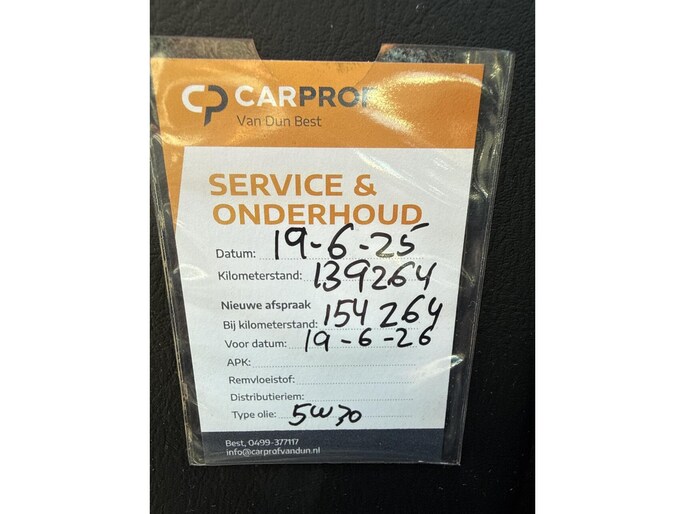 CP CARPROF
Van Dun Best
SERVICE &
ONDERHOUD
Datum: 19-6-25
Kilometerstand: 139264
Nieuwe afspraak
Bij kilometerstand: 154264
Voor datum: 19-6-26
APK:
Remvloeistof:
Distributieriem:
Type olie: 5W30
Best, 0499-377117
info@carprofvandun.nl